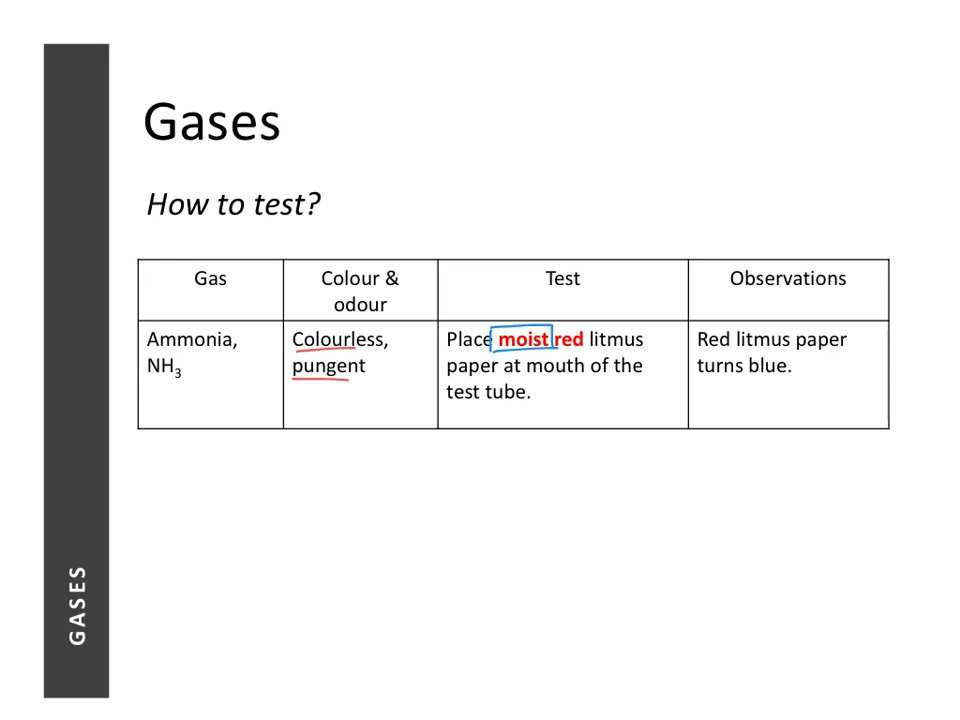 Gases
How to test?
Gas
Colour &
odour
Test
Observations
Ammonia,
NH₃
Colourless,
pungent
Place moist red litmus
paper at mouth of the
test tube.
Red litmus paper
turns blue.
GASES